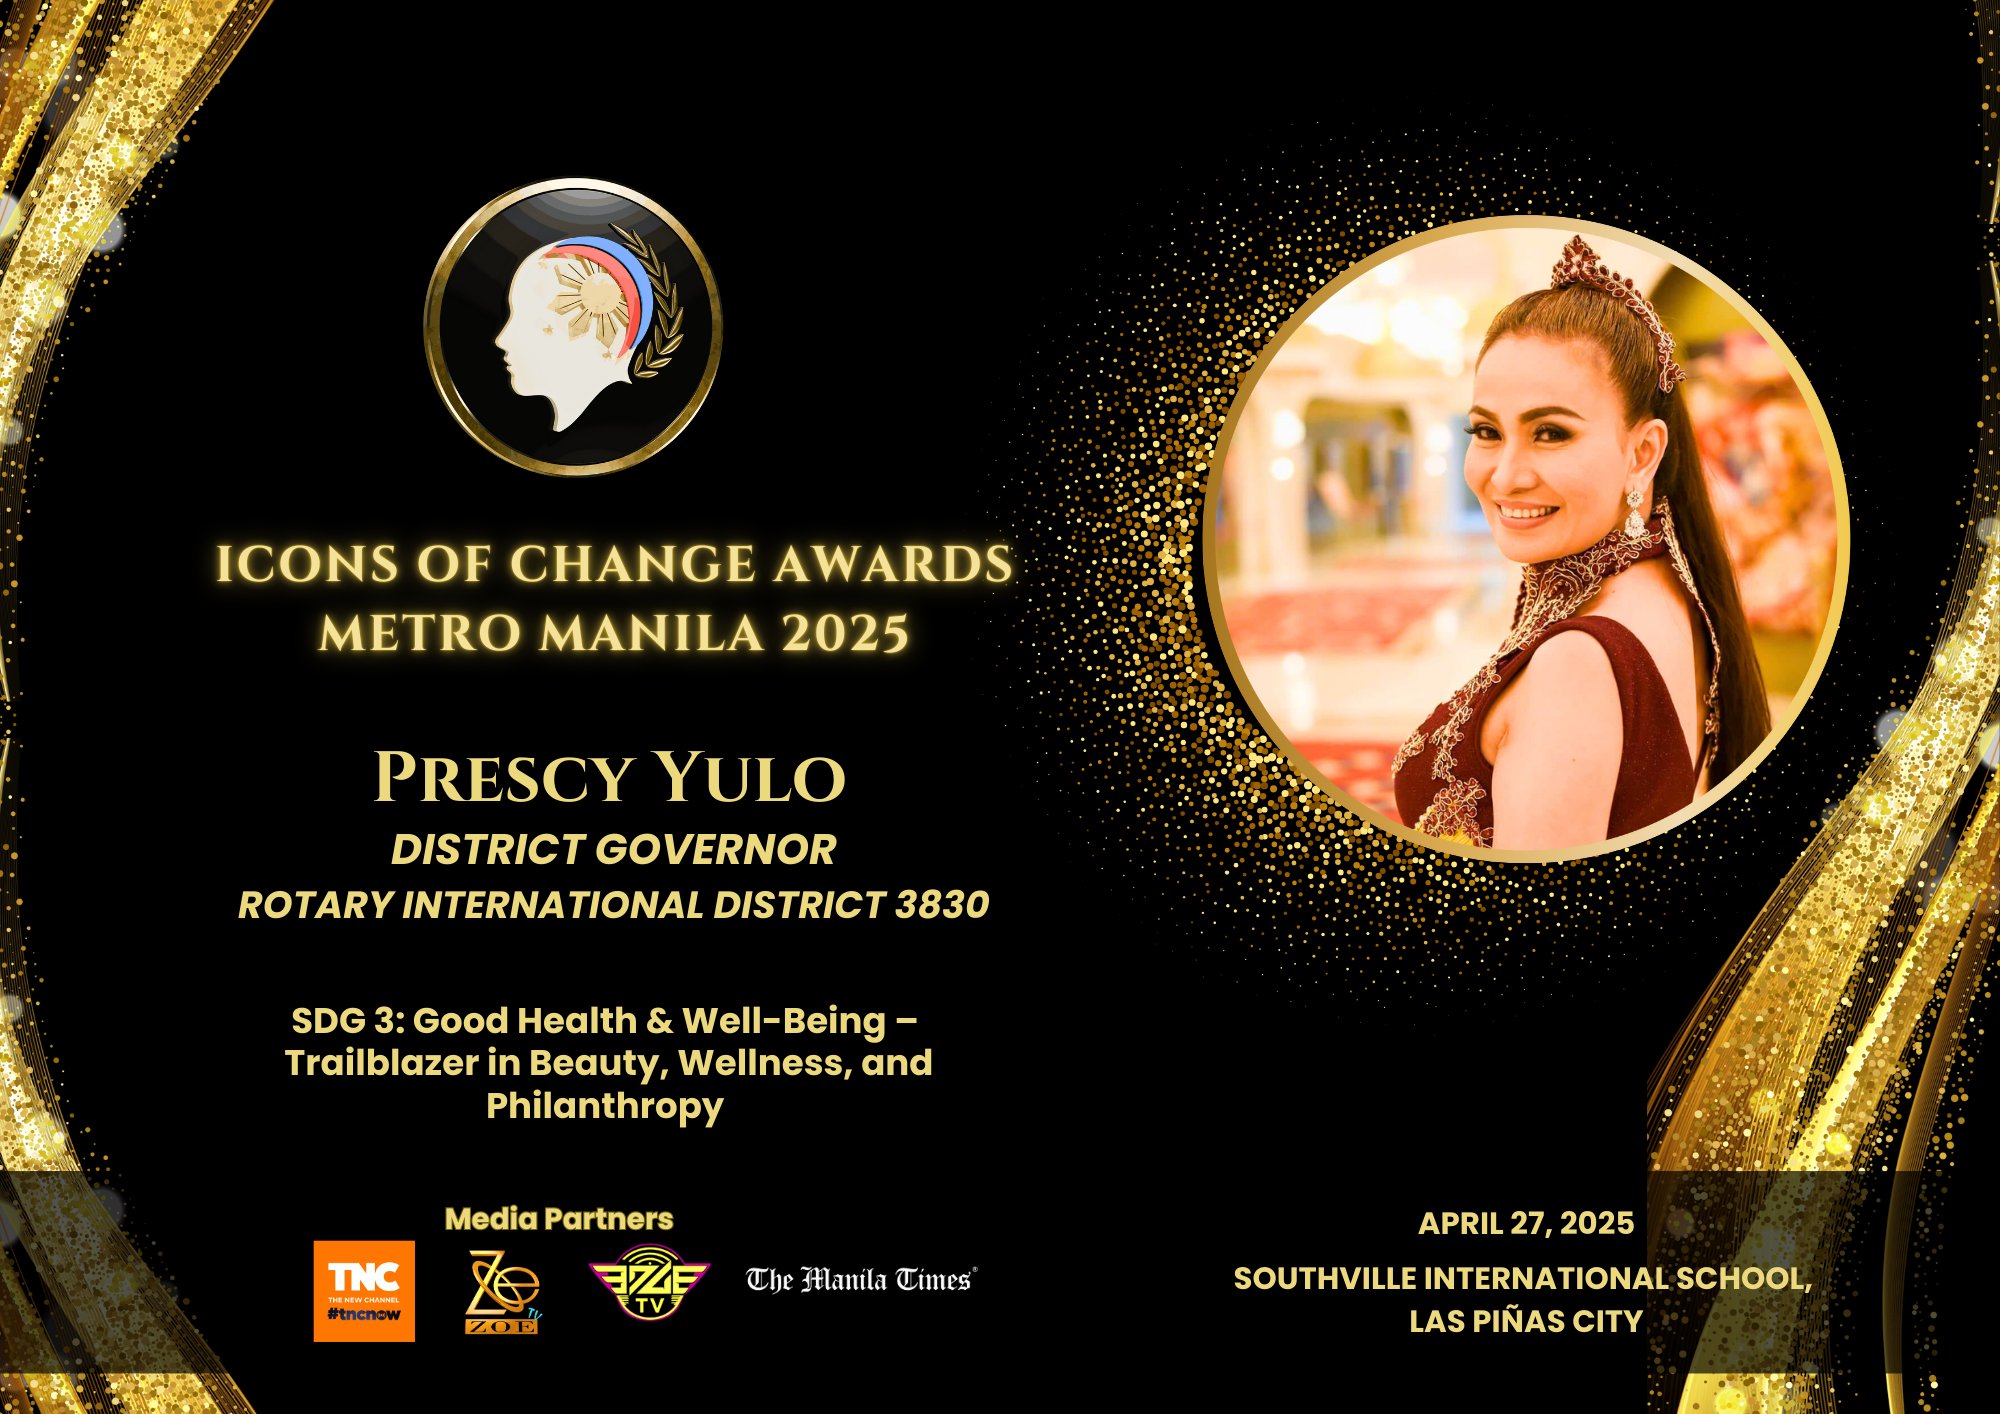 ICONS OF CHANGE AWARDS
METRO MANILA 2025
PRESCY YULO
DISTRICT GOVERNOR
ROTARY INTERNATIONAL DISTRICT 3830
SDG 3: Good Health & Well-Being –
Trailblazer in Beauty, Wellness, and
Philanthropy
Media Partners
TNC
THE NEW CHANNEL
#tncnow
TV
ZOE
TV
The Manila Times®
APRIL 27, 2025
SOUTHVILLE INTERNATIONAL SCHOOL,
LAS PIÑAS CITY